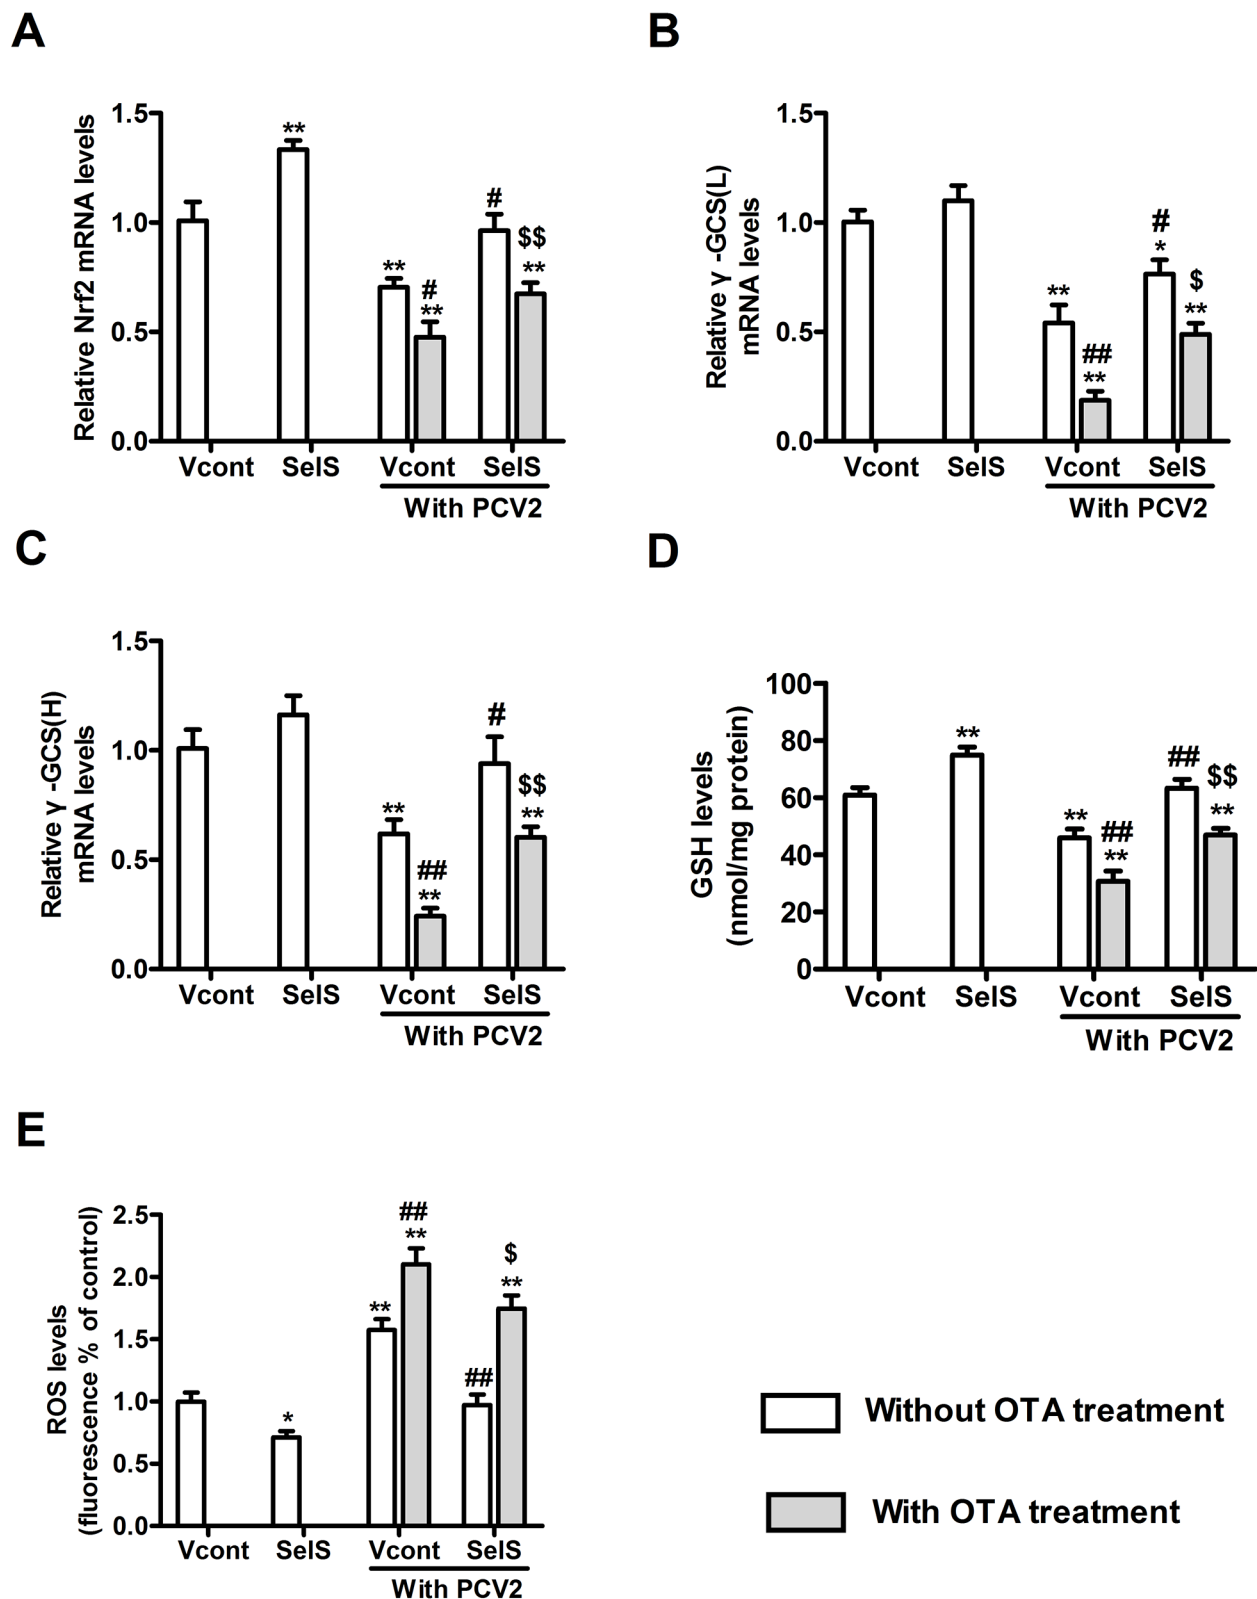 A
Relative Nrf2 mRNA levels
1.5
1.0
0.5
0.0
**
**
#
**
#
$$
**
Vcont SelS Vcont SelS
With PCV2
B
Relative γ -GCS(L)
mRNA levels
1.5
1.0
0.5
0.0
**
##
**
#
*
$
**
Vcont SelS Vcont SelS
With PCV2
C
Relative γ -GCS(H)
mRNA levels
1.5
1.0
0.5
0.0
**
##
**
#
$$
**
Vcont SelS Vcont SelS
With PCV2
D
GSH levels
(nmol/mg protein)
100
80
60
40
20
0
**
**
##
**
##
$$
**
Vcont SelS Vcont SelS
With PCV2
E
ROS levels
(fluorescence % of control)
2.5
2.0
1.5
1.0
0.5
0.0
*
**
##
**
##
$
**
Vcont SelS Vcont SelS
With PCV2
Without OTA treatment
With OTA treatment